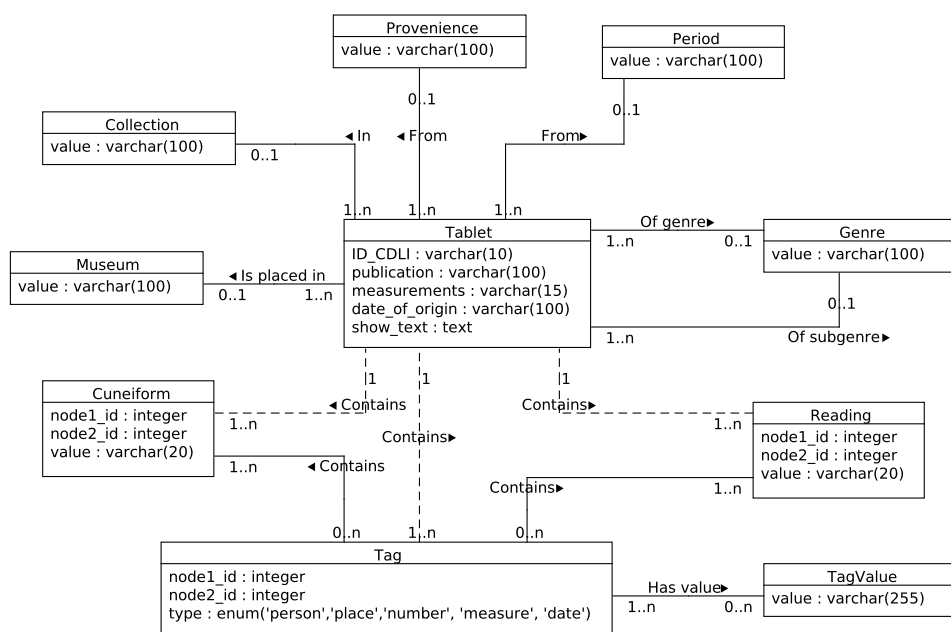 Provenience
value : varchar(100)
Period
value : varchar(100)
0..1
0..1
Collection
value : varchar(100)
0..1
◄ In
◄ From
From►
1..n
1..n
1..n
Tablet
ID_CDLI : varchar(10)
publication : varchar(100)
measurements : varchar(15)
date_of_origin : varchar(100)
show_text : text
Of genre►
1..n
0..1
Genre
value : varchar(100)
Museum
value : varchar(100)
◄ Is placed in
0..1
1..n
0..1
1..n
Of subgenre►
1
1
1
Cuneiform
node1_id : integer
node2_id : integer
value : varchar(20)
◄ Contains
1..n
Contains►
1..n
Reading
node1_id : integer
node2_id : integer
value : varchar(20)
Contains►
1..n
◄ Contains
Contains►
1..n
0..n
1..n
0..n
Tag
node1_id : integer
node2_id : integer
type : enum('person','place','number', 'measure', 'date')
Has value►
1..n
0..n
TagValue
value : varchar(255)